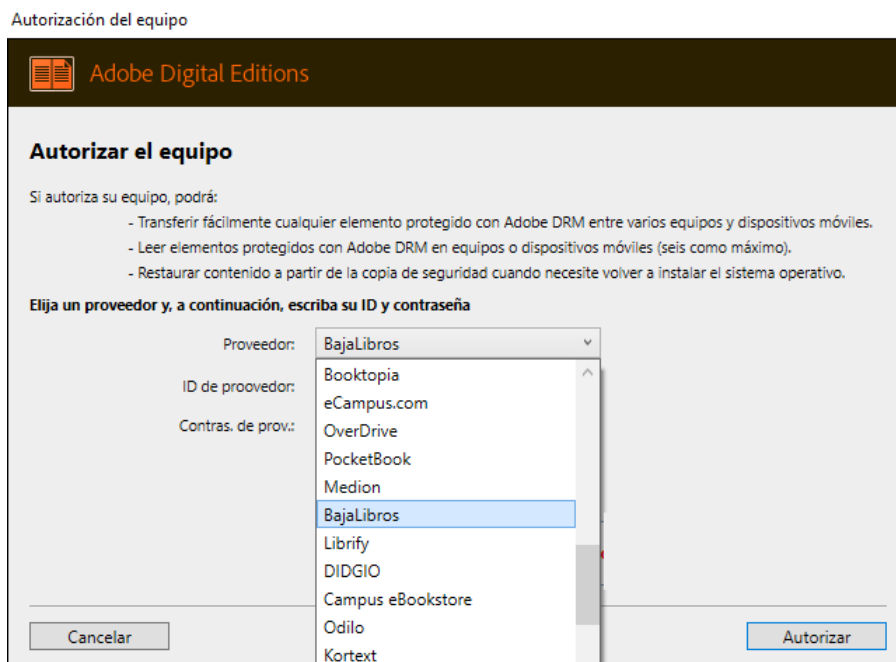 Autorización del equipo
Adobe Digital Editions
Autorizar el equipo
Si autoriza su equipo, podrá:
- Transferir fácilmente cualquier elemento protegido con Adobe DRM entre varios equipos y dispositivos móviles.
- Leer elementos protegidos con Adobe DRM en equipos o dispositivos móviles (seis como máximo).
- Restaurar contenido a partir de la copia de seguridad cuando necesite volver a instalar el sistema operativo.
Elija un proveedor y, a continuación, escriba su ID y contraseña
Proveedor: BajaLibros
ID de proovedor:
Contras. de prov.:
Booktopia
eCampus.com
OverDrive
PocketBook
Medion
BajaLibros
Librify
DIDGIO
Campus eBookstore
Odilo
Kortext
Cancelar
Autorizar